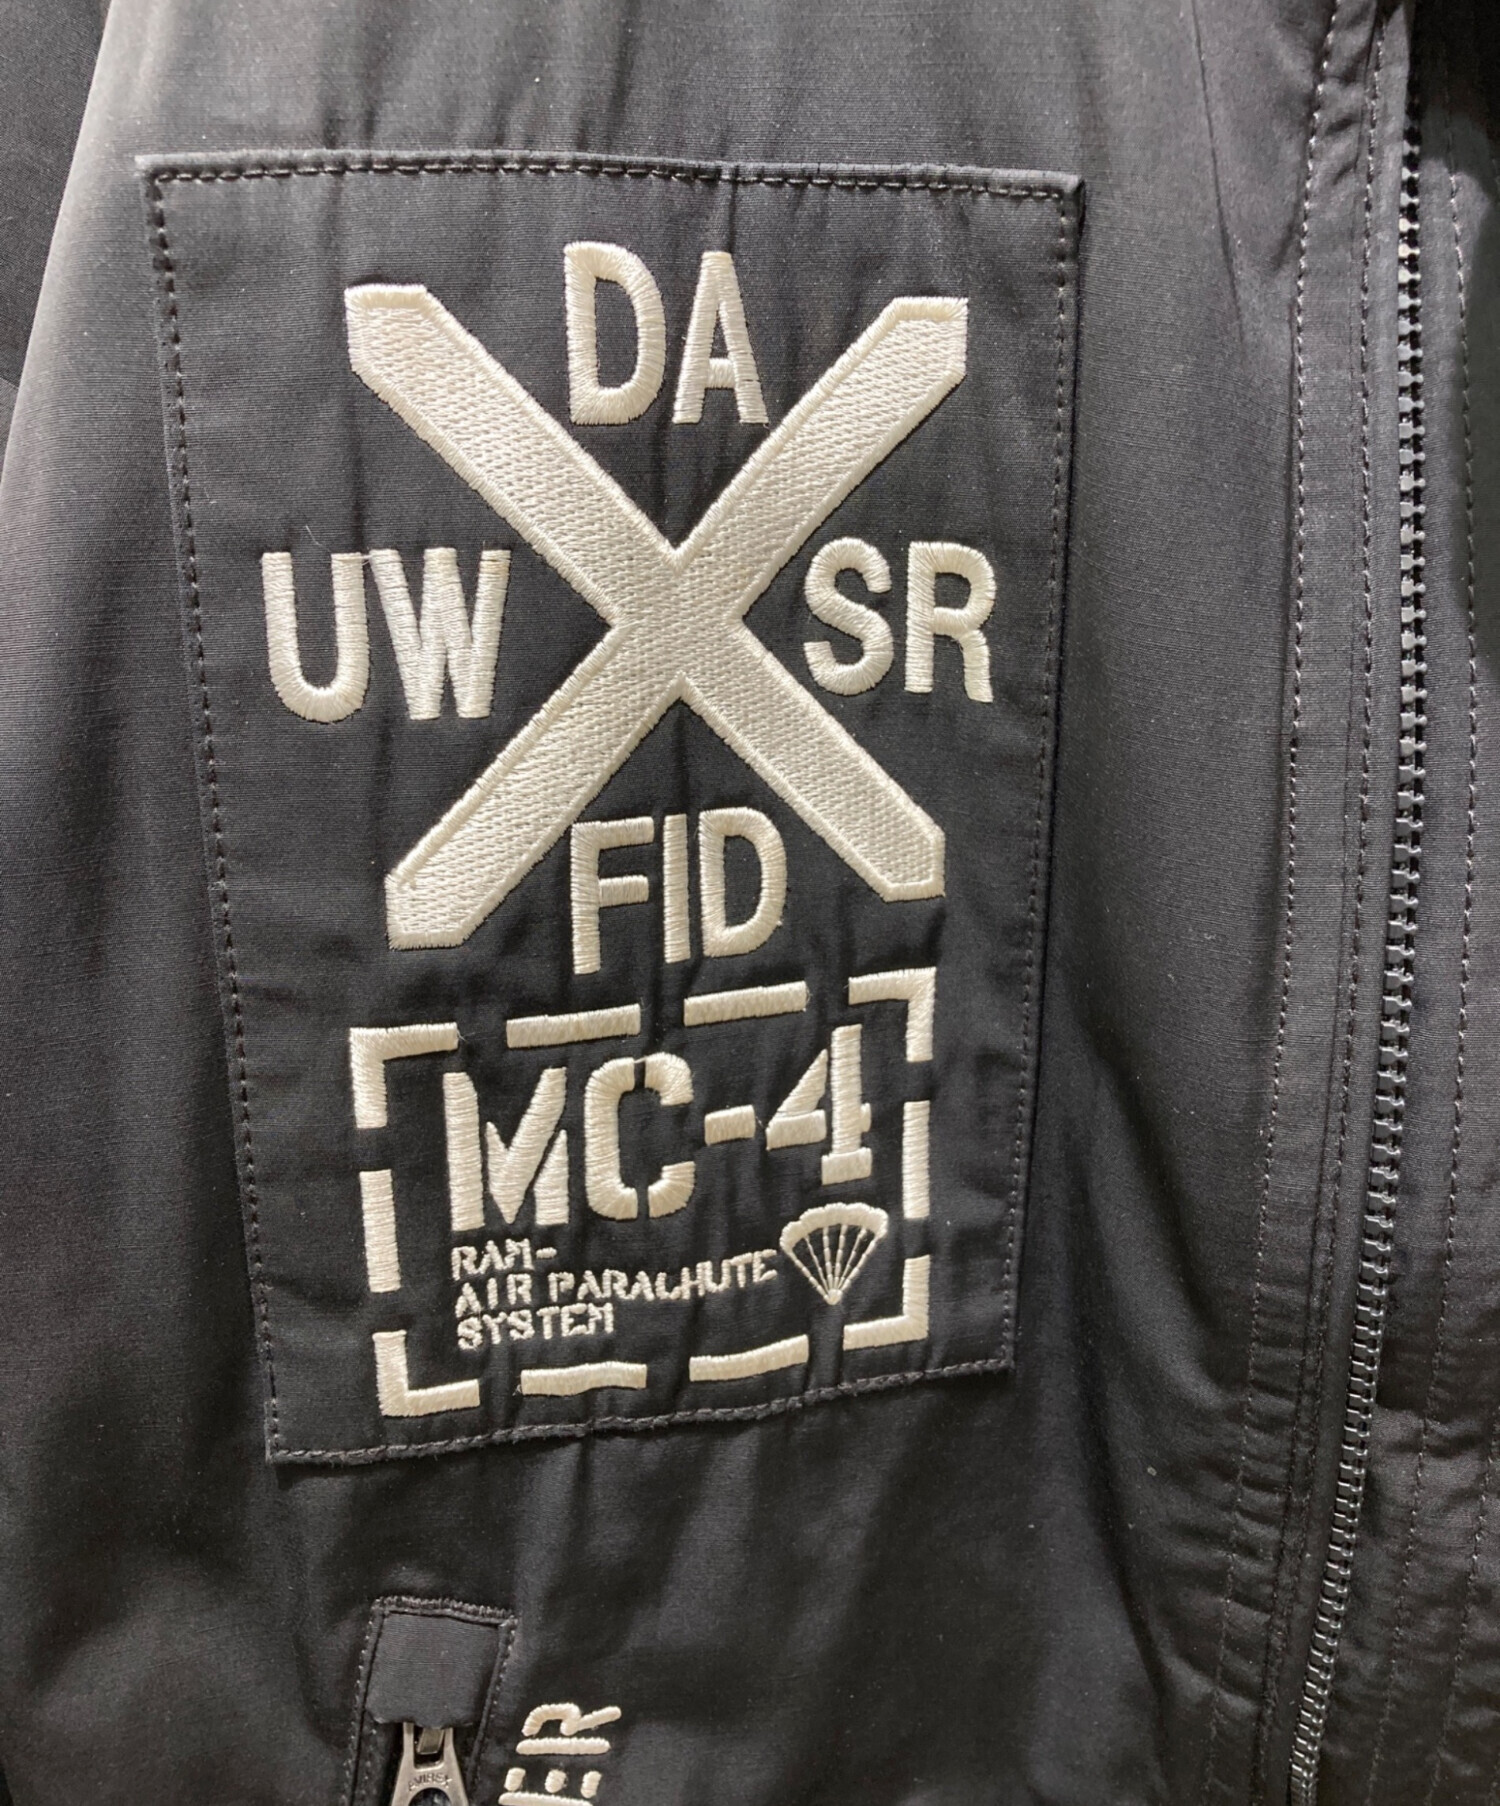 DA
UW SR
FID
MC-4
RAM-
AIR PARACHUTE
SYSTEM